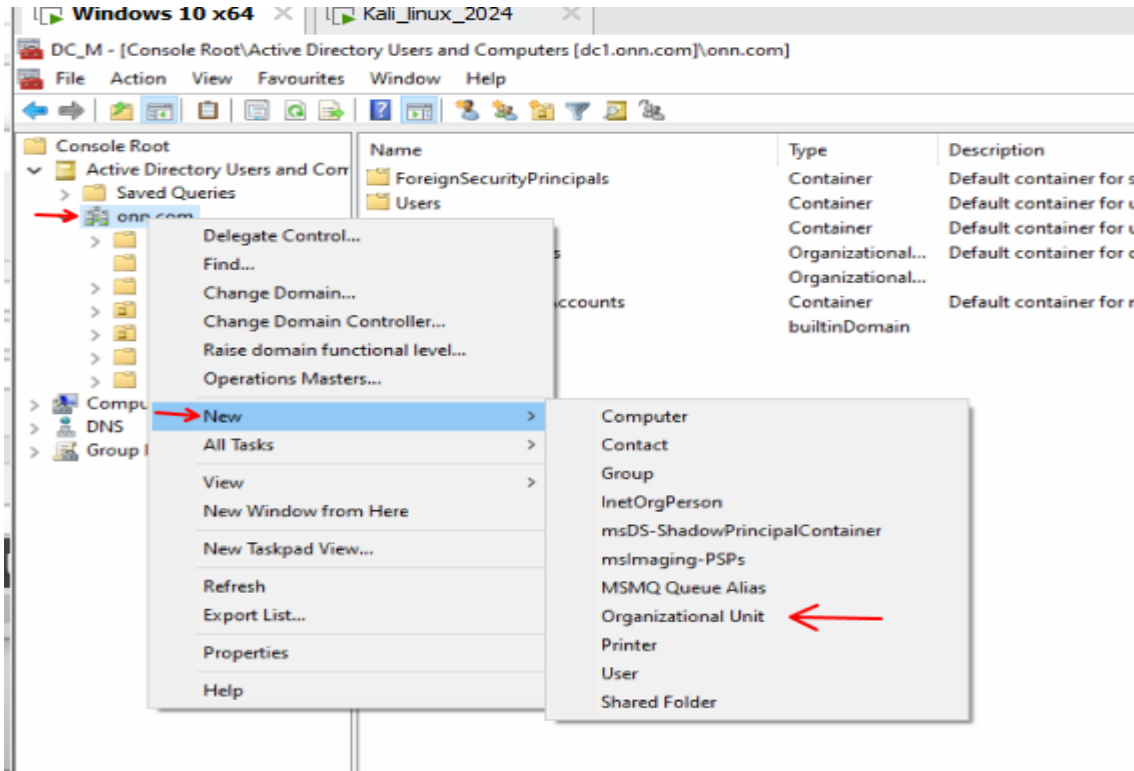 Windows 10 x64
Kali_linux_2024
DC_M - [Console Root\Active Directory Users and Computers [dc1.onn.com]\onn.com]
File Action View Favourites Window Help
Console Root
Active Directory Users and Com
Saved Queries
onn.com
Compu
DNS
Group
Name Type Description
ForeignSecurityPrincipals Container Default container for s
Users Container Default container for u
Container Default container for u
s Organizational... Default container for c
Organizational...
ccounts Container Default container for r
builtinDomain
Delegate Control...
Find...
Change Domain...
Change Domain Controller...
Raise domain functional level...
Operations Masters...
New
All Tasks
View
New Window from Here
New Taskpad View...
Refresh
Export List...
Properties
Help
Computer
Contact
Group
InetOrgPerson
msDS-ShadowPrincipalContainer
msImaging-PSPs
MSMQ Queue Alias
Organizational Unit
Printer
User
Shared Folder